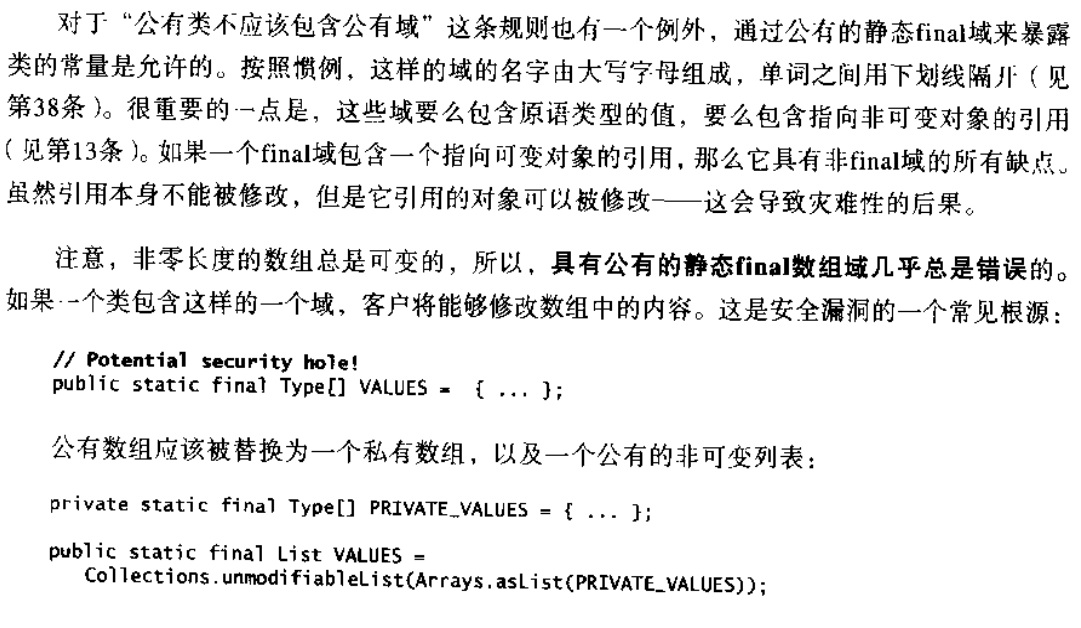 对于“公有类不应该包含公有域”这条规则也有一个例外，通过公有的静态final域来暴露
类的常量是允许的。按照惯例，这样的域的名字由大写字母组成，单词之间用下划线隔开（见
第38条）。很重要的一点是，这些域要么包含原语类型的值，要么包含指向非可变对象的引用
（见第13条）。如果一个final域包含一个指向可变对象的引用，那么它具有非final域的所有缺点。
虽然引用本身不能被修改，但是它引用的对象可以被修改——这会导致灾难性的后果。
注意，非零长度的数组总是可变的，所以，具有公有的静态final数组域几乎总是错误的。
如果一个类包含这样的一个域，客户将能够修改数组中的内容。这是安全漏洞的一个常见根源：
// Potential security hole!
public static final Type[] VALUES =  { ... };
公有数组应该被替换为一个私有数组，以及一个公有的非可变列表：
private static final Type[] PRIVATE_VALUES = { ... };
public static final List VALUES =
Collections.unmodifiableList(Arrays.asList(PRIVATE_VALUES));